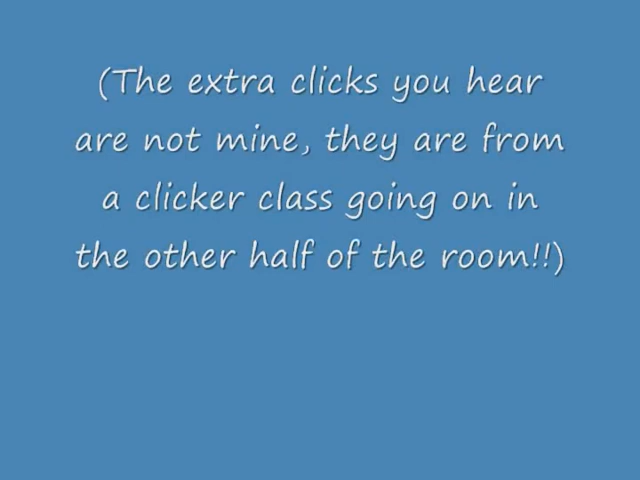 (The extra clicks you hear
are not mine, they are from
a clicker class going on in
the other half of the room!!)